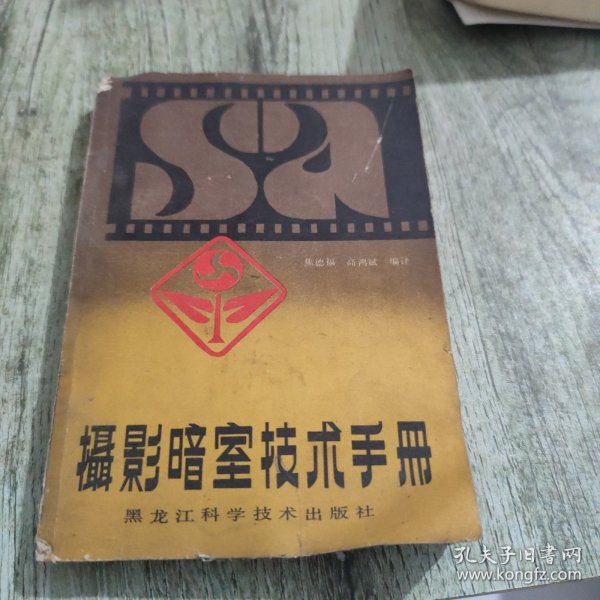 焦德福 高鸿斌 编译
攝影暗室技术手册
黑龙江科学技术出版社
孔夫子旧书网
www.kongfz.com